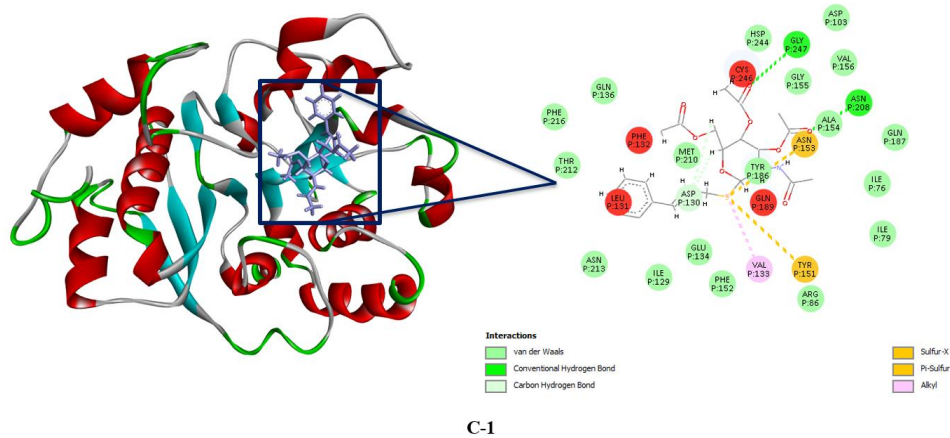 ASP
P:103
HSP
P:244
GLY
P:247
CYS
P:246
GLY
P:155
VAL
P:156
GLN
P:136
ASN
P:208
PHE
P:216
ALA
P:154
PHE
P:132
ASN
P:153
GLN
P:187
MET
P:210
THR
P:212
TYR
P:186
ILE
P:76
ASP
P:130
GLN
P:189
LEU
P:131
ILE
P:79
GLU
P:134
ASN
P:213
VAL
P:133
TYR
P:151
ILE
P:129
PHE
P:152
ARG
P:86
H
H
H
H
H
H
H
O
O
O
O
O
O
O
O
N
S
Interactions
van der Waals
Conventional Hydrogen Bond
Carbon Hydrogen Bond
Sulfur-X
Pi-Sulfur
Alkyl
C-1